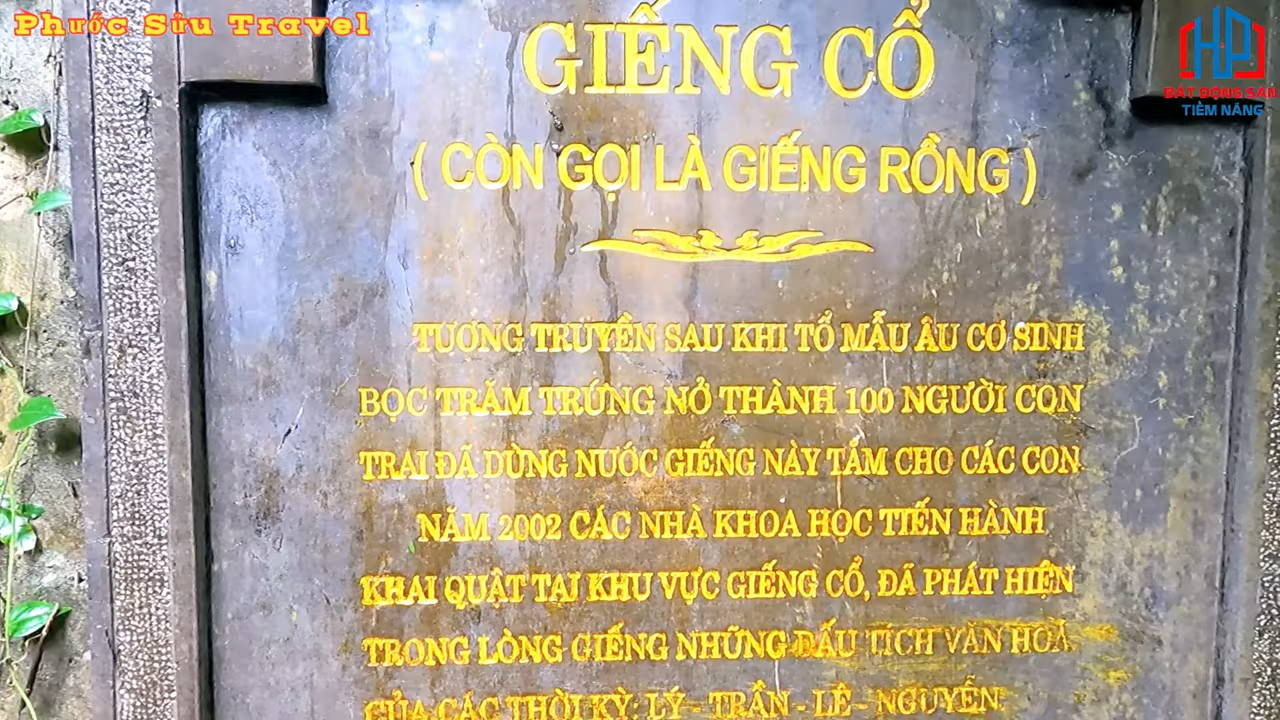 Phước Sửu Travel
HP
BẤT ĐỘNG SẢN
TIỀM NĂNG
GIẾNG CỔ
( CÒN GỌI LÀ GIẾNG RỒNG )
TƯƠNG TRUYỀN SAU KHI TỔ MẪU ÂU CƠ SINH
BỌC TRĂM TRỨNG NỞ THÀNH 100 NGƯỜI CON
TRAI ĐÃ DÙNG NƯỚC GIẾNG NÀY TẮM CHO CÁC CON.
NĂM 2002 CÁC NHÀ KHOA HỌC TIẾN HÀNH
KHAI QUẬT TẠI KHU VỰC GIẾNG CỔ, ĐÃ PHÁT HIỆN
TRONG LÒNG GIẾNG NHỮNG DẤU TÍCH VĂN HOÁ
CỦA CÁC THỜI KỲ: LÝ - TRẦN - LÊ - NGUYỄN.